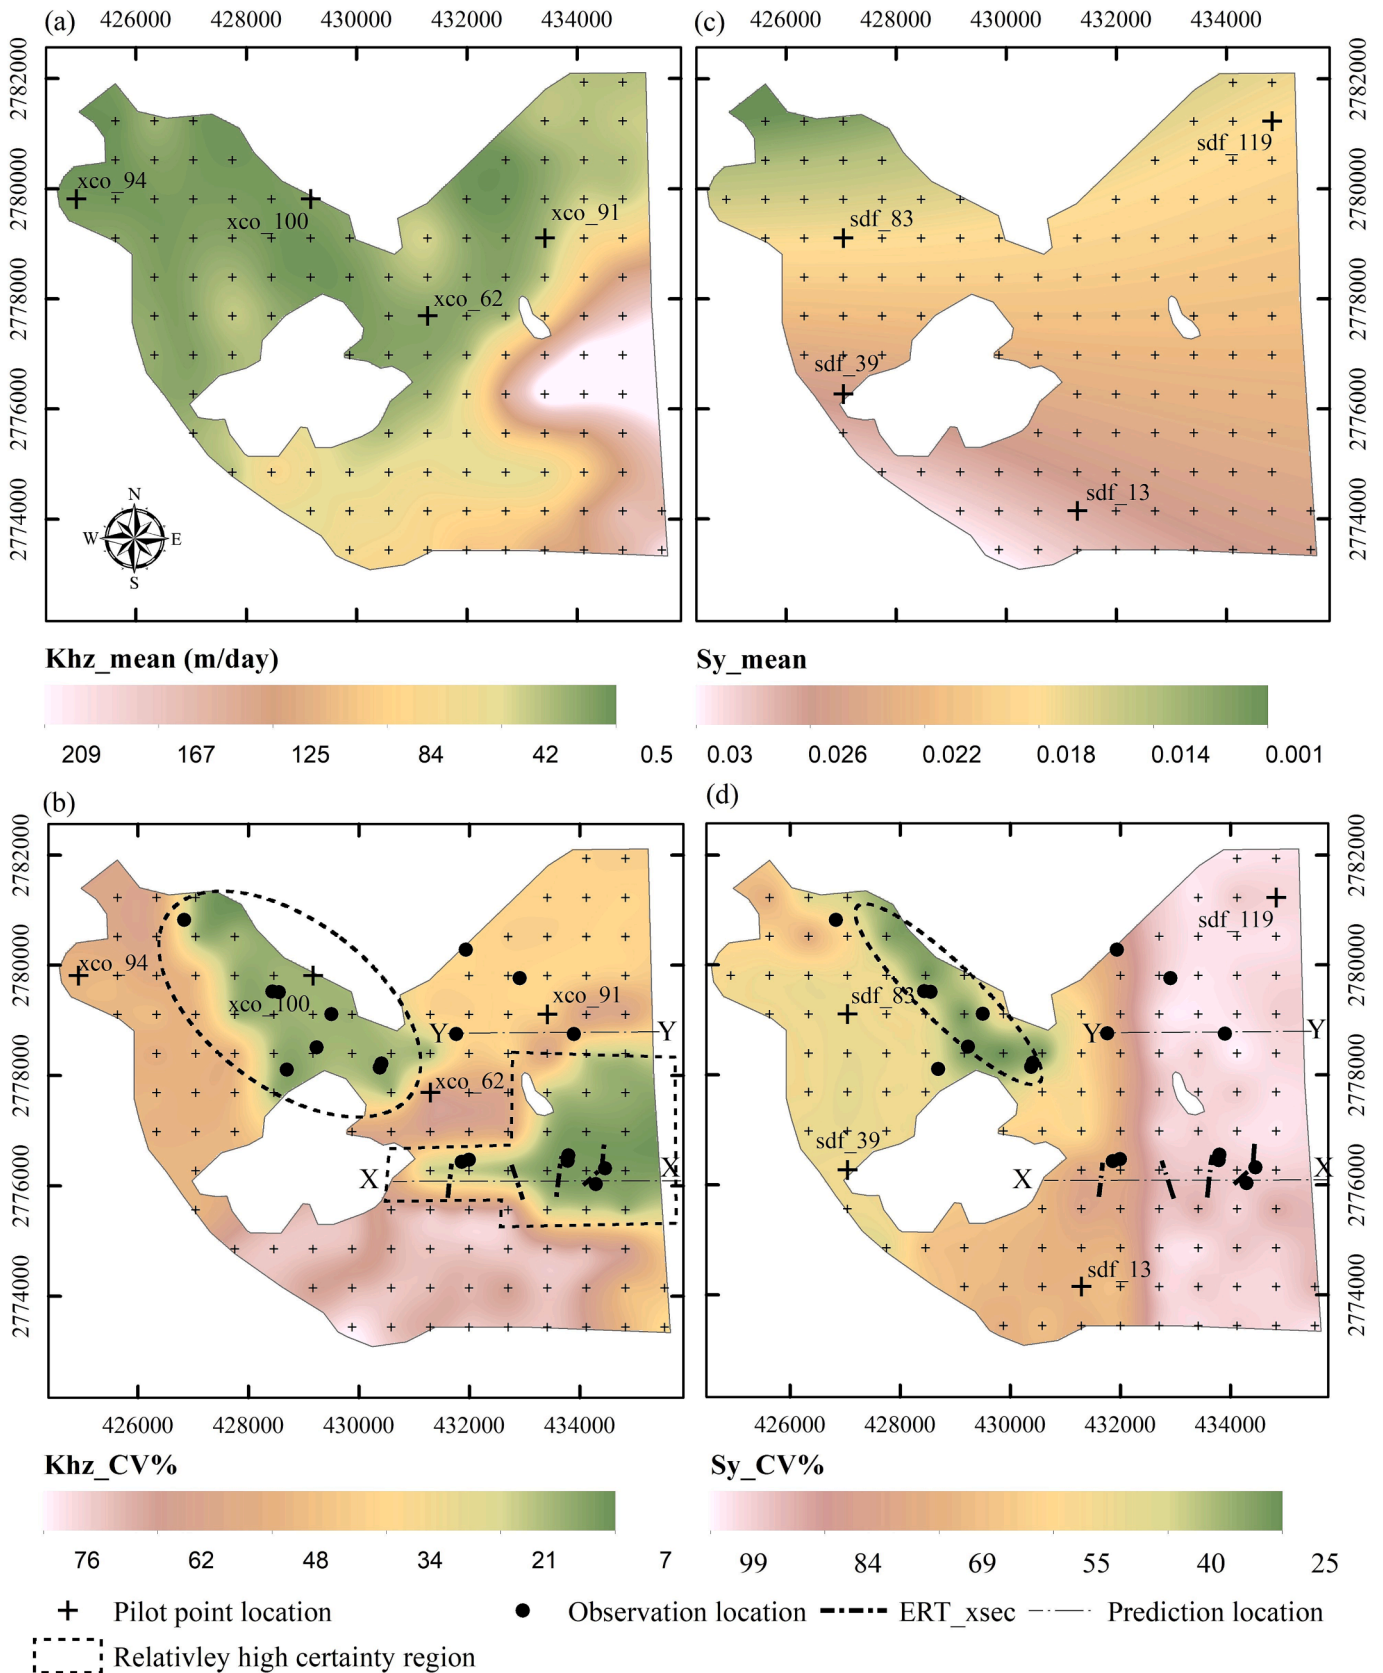 (a) 426000 428000 430000 432000 434000
(c) 426000 428000 430000 432000 434000
2782000 2780000 2778000 2776000 2774000
xco_94
xco_100
xco_91
xco_62
N
W E
S
sdf_119
sdf_83
sdf_39
sdf_13
2782000 2780000 2778000 2776000 2774000
Khz_mean (m/day)
209 167 125 84 42 0.5
Sy_mean
0.03 0.026 0.022 0.018 0.014 0.001
(b)
2782000 2780000 2778000 2776000 2774000
xco_94
xco_100
xco_91
Y Y
xco_62
X X
426000 428000 430000 432000 434000
(d)
sdf_119
sdf_83
Y Y
sdf_39
X X
sdf_13
2782000 2780000 2778000 2776000 2774000
426000 428000 430000 432000 434000
Khz_CV%
76 62 48 34 21 7
Sy_CV%
99 84 69 55 40 25
Pilot point location
Observation location
ERT_xsec
Prediction location
Relativley high certainty region